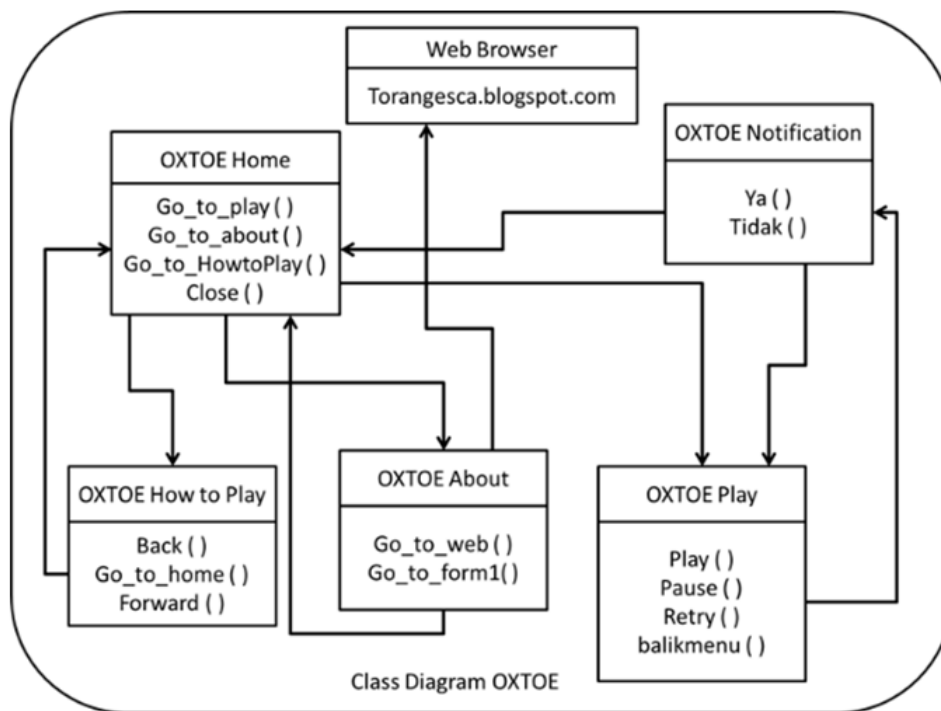 Web Browser
Torangesca.blogspot.com
OXTOE Notification
Ya ( )
Tidak ( )
OXTOE Home
Go_to_play ( )
Go_to_about ( )
Go_to_HowtoPlay ( )
Close ( )
OXTOE How to Play
Back ( )
Go_to_home ( )
Forward ( )
OXTOE About
Go_to_web ( )
Go_to_form1()
OXTOE Play
Play ( )
Pause ( )
Retry ( )
balikmenu ( )
Class Diagram OXTOE